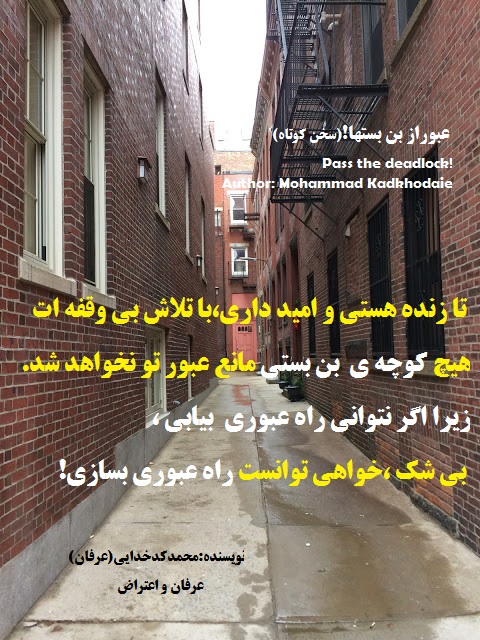 عبوراز بن بستها!(سخن کوتاه)
Pass the deadlock!
Author: Mohammad Kadkhodaie
تا زنده هستی و امید داری،با تلاش بی وقفه ات
هیچ کوچه ی بن بستی مانع عبور تو نخواهد شد.
زیرا اگر نتوانی راه عبوری بیابی ،
بی شک ،خواهی توانست راه عبوری بسازی!
نویسنده:محمدکدخدایی(عرفان)
عرفان و اعتراض